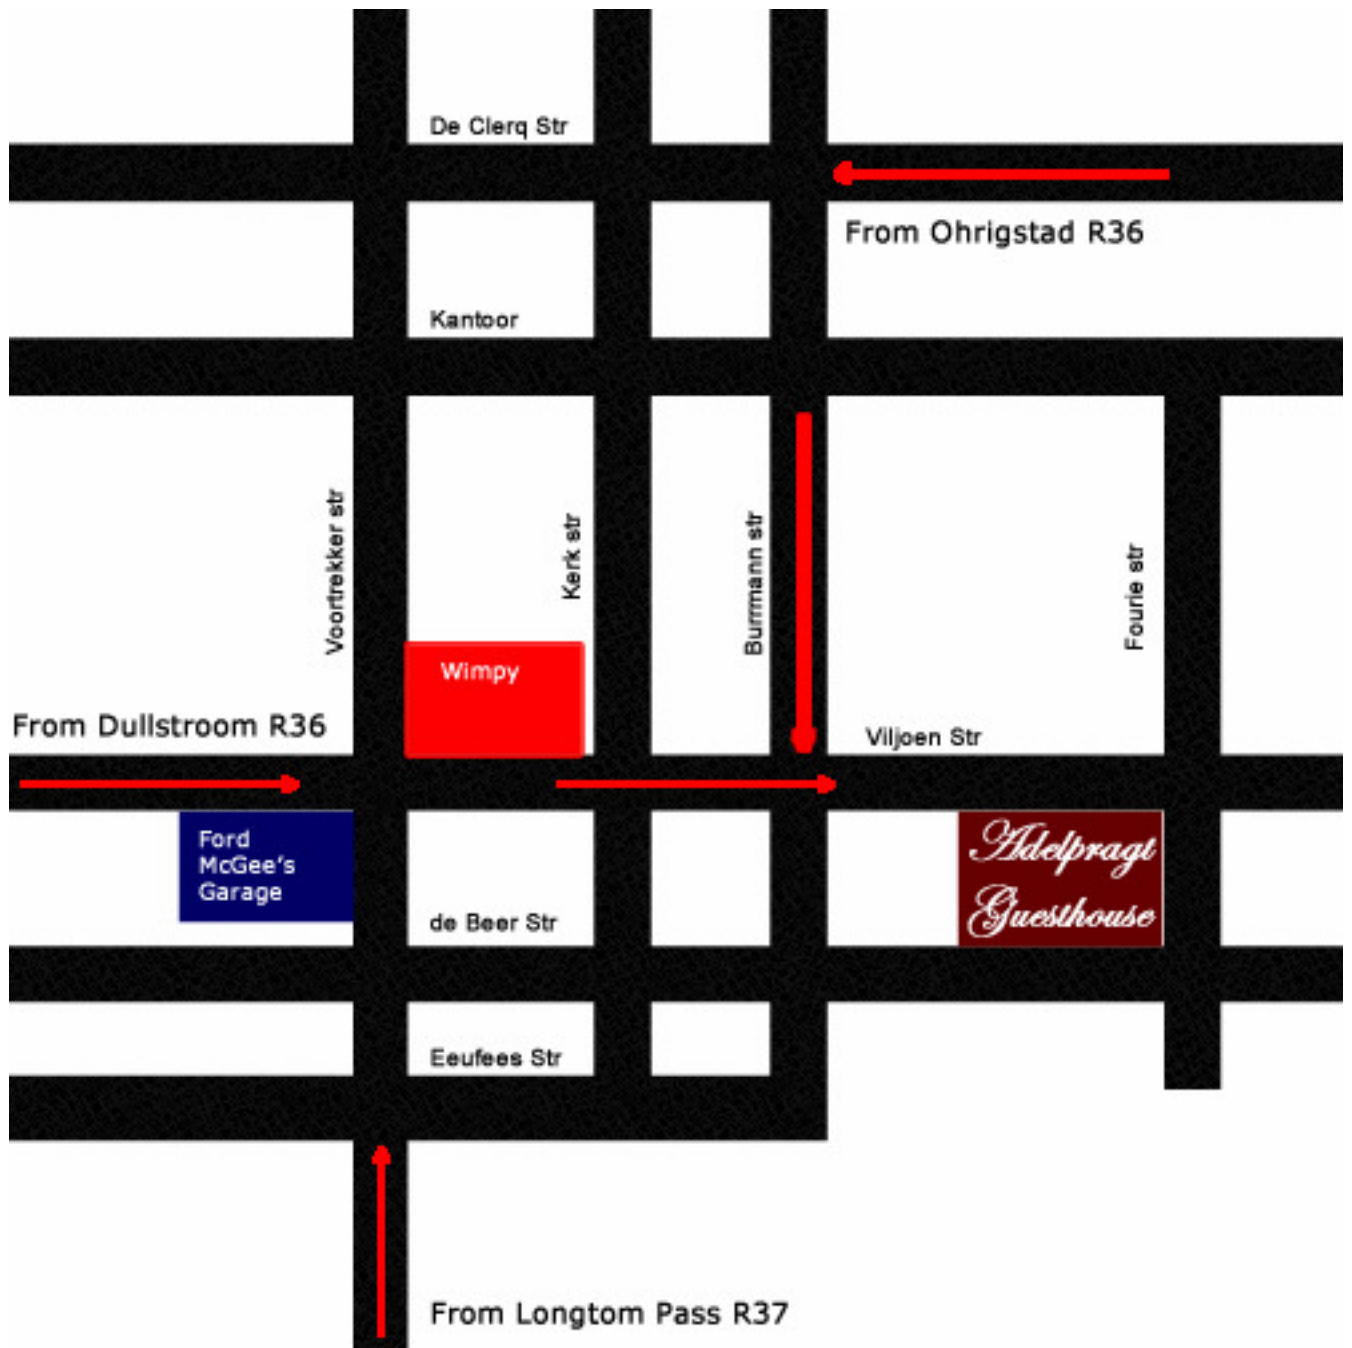 De Clerq Str
From Ohrigstad R36
Kantoor
Voortrekker str
Kerk str
Burrmann str
Fourie str
Wimpy
From Dullstroom R36
Viljoen Str
Ford
McGee's
Garage
Adelpragt
Guesthouse
de Beer Str
Eeufees Str
From Longtom Pass R37